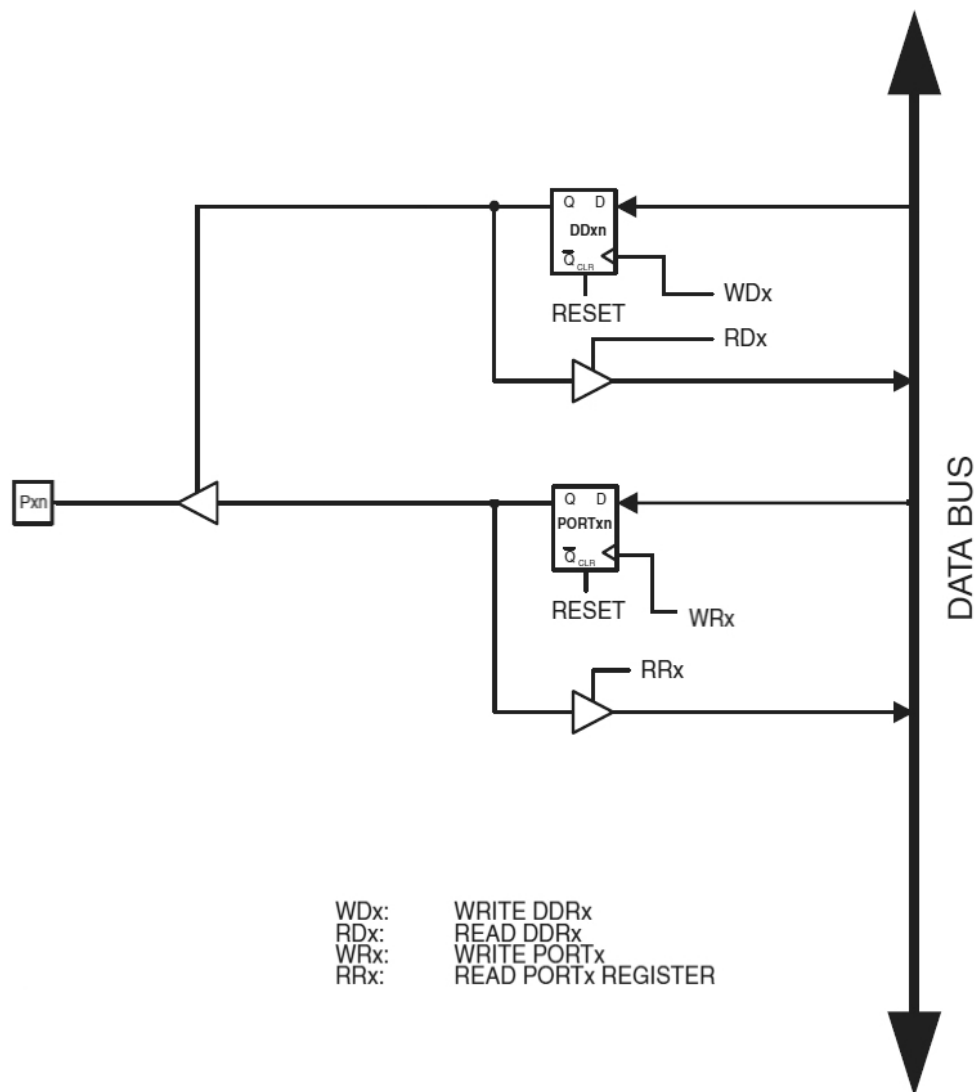 Q D
DDxn
Q CLR
WDx
RESET
RDx
Pxn
Q D
PORTxn
Q CLR
RESET
WRx
RRx
DATA BUS
WDx: WRITE DDRx
RDx: READ DDRx
WRx: WRITE PORTx
RRx: READ PORTx REGISTER